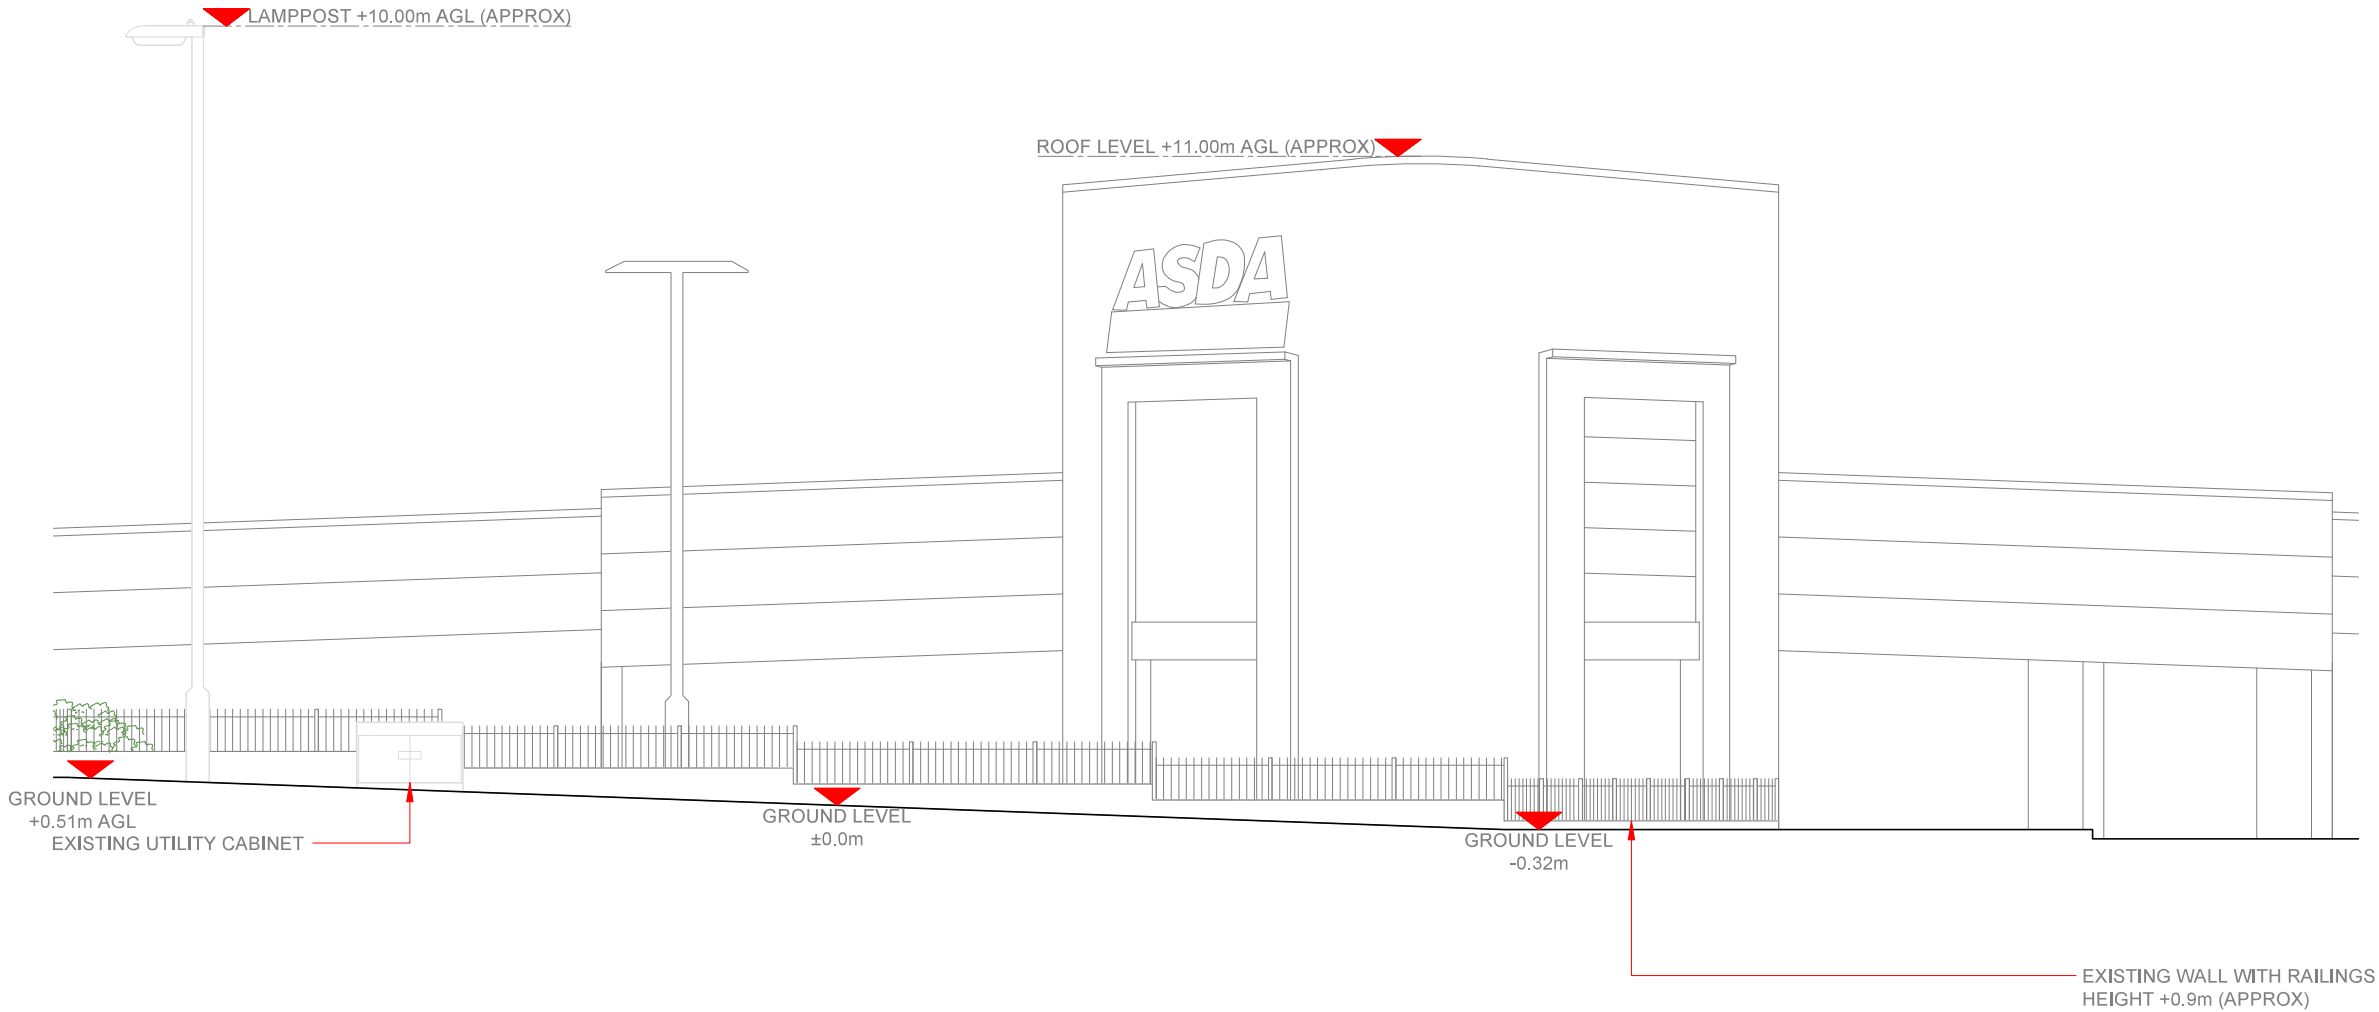 LAMPPOST +10.00m AGL (APPROX)
ROOF LEVEL +11.00m AGL (APPROX)
ASDA
GROUND LEVEL
+0.51m AGL
EXISTING UTILITY CABINET
GROUND LEVEL
±0.0m
GROUND LEVEL
-0.32m
EXISTING WALL WITH RAILINGS
HEIGHT +0.9m (APPROX)